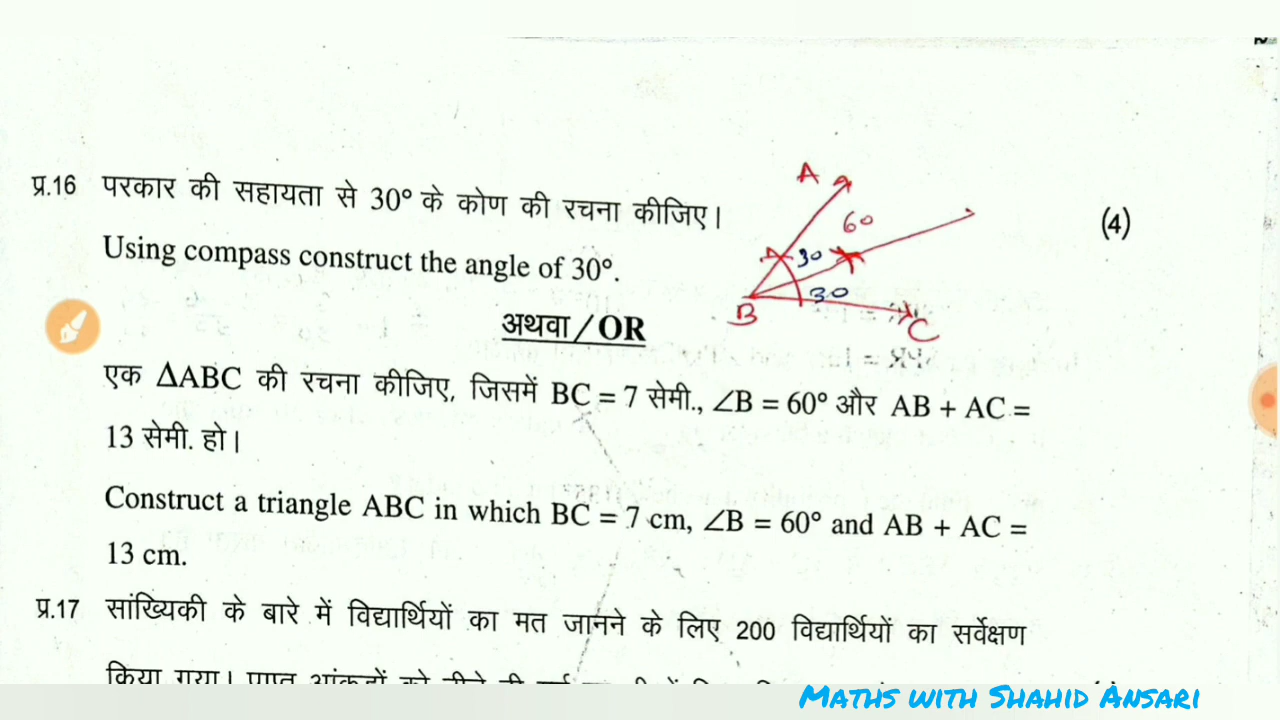 प्र.16 परकार की सहायता से 30° के कोण की रचना कीजिए। (4)
Using compass construct the angle of 30°.
A
60
30
30
B
C
अथवा/OR
एक ΔABC की रचना कीजिए, जिसमें BC = 7 सेमी., ∠B = 60° और AB + AC =
13 सेमी. हो।
Construct a triangle ABC in which BC = 7 cm, ∠B = 60° and AB + AC =
13 cm.
प्र.17 सांख्यिकी के बारे में विद्यार्थियों का मत जानने के लिए 200 विद्यार्थियों का सर्वेक्षण
किया गया।
Maths with Shahid Ansari